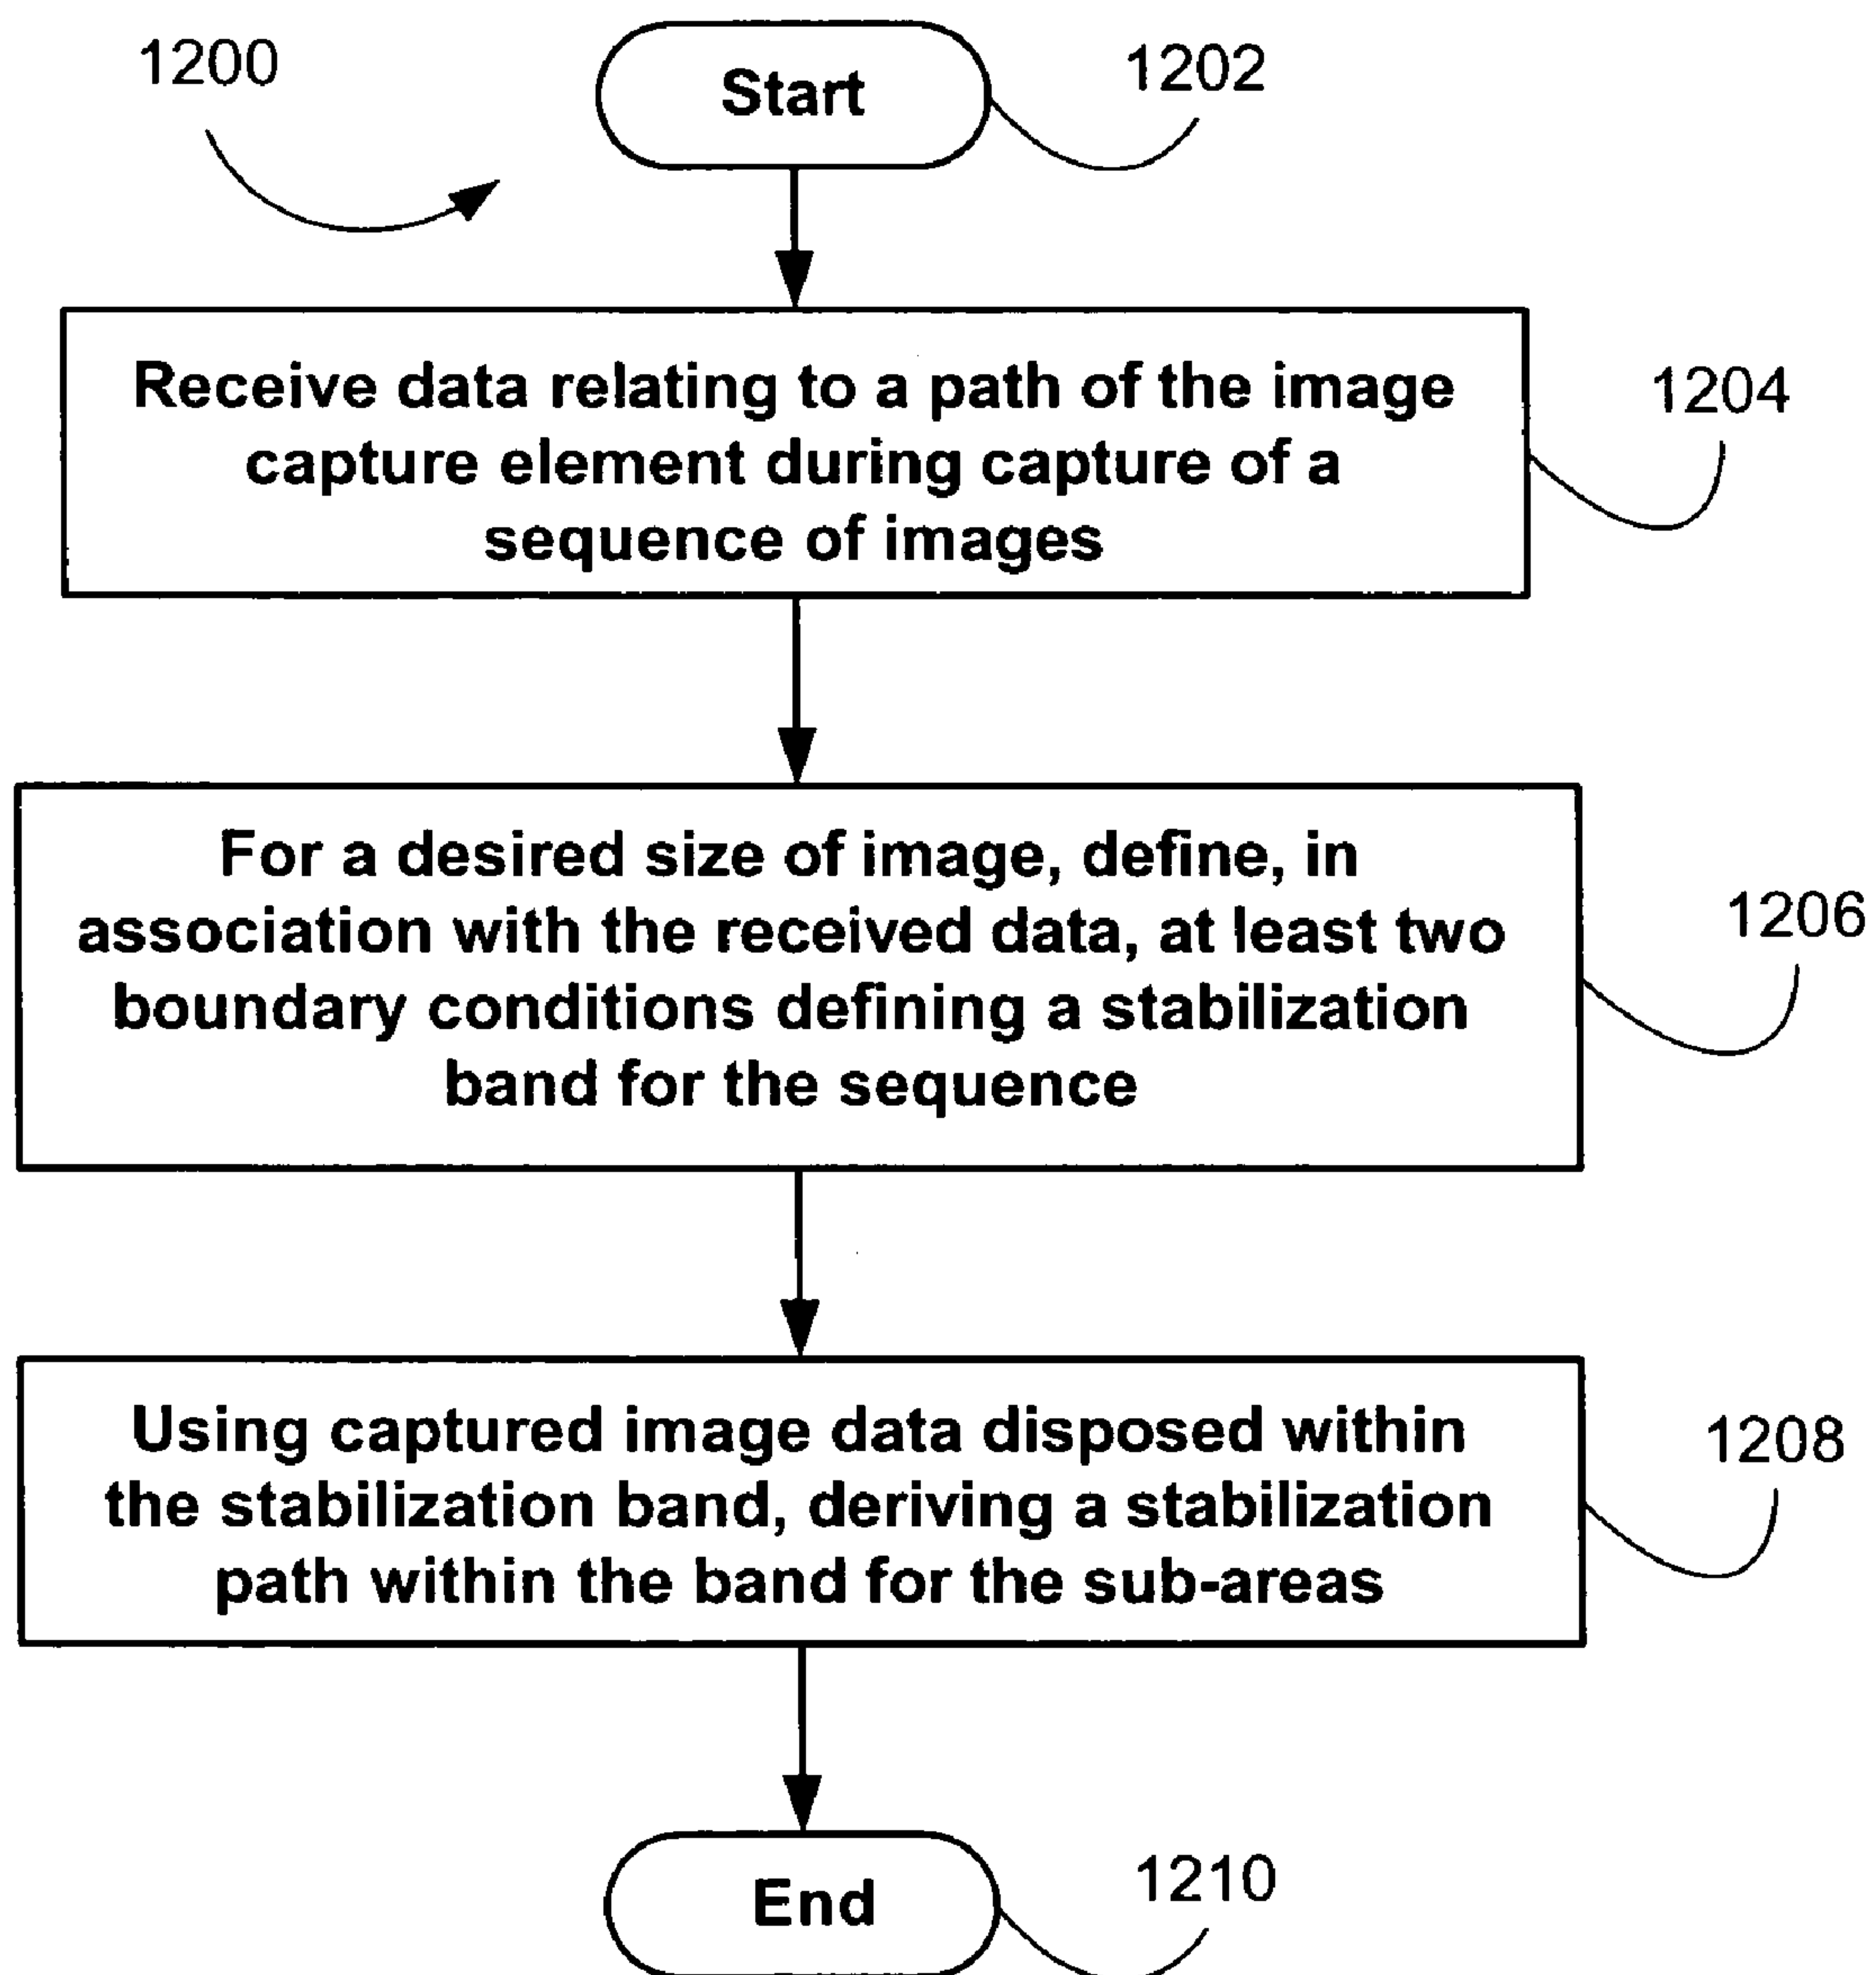 1200
Start
1202
Receive data relating to a path of the image
capture element during capture of a
sequence of images
1204
For a desired size of image, define, in
association with the received data, at least two
boundary conditions defining a stabilization
band for the sequence
1206
Using captured image data disposed within
the stabilization band, deriving a stabilization
path within the band for the sub-areas
1208
End
1210